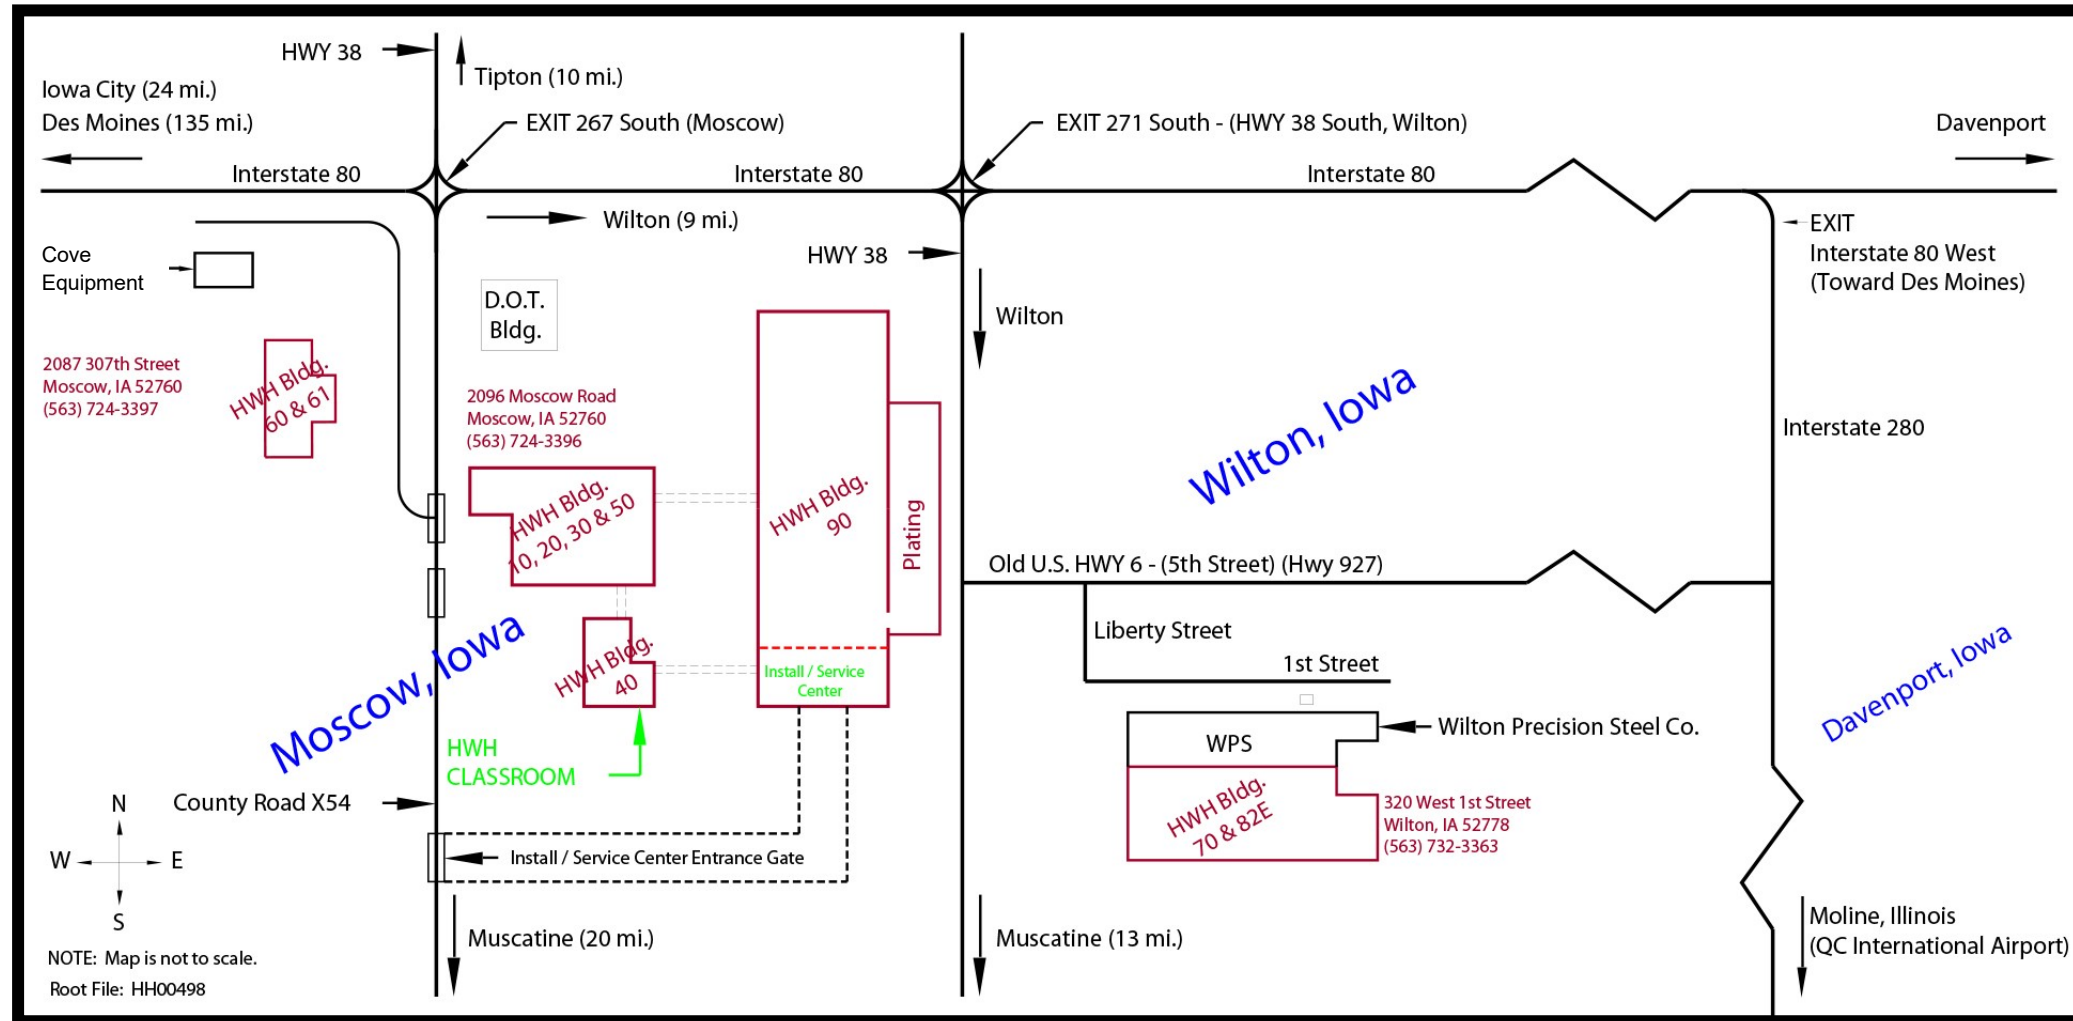 HWY 38
Tipton (10 mi.)
Iowa City (24 mi.)
Des Moines (135 mi.)
EXIT 267 South (Moscow)
EXIT 271 South - (HWY 38 South, Wilton)
Davenport
Interstate 80
Interstate 80
Interstate 80
Wilton (9 mi.)
HWY 38
EXIT
Interstate 80 West
(Toward Des Moines)
Cove
Equipment
D.O.T.
Bldg.
Wilton
2087 307th Street
Moscow, IA 52760
(563) 724-3397
HWH Bldg.
60 & 61
2096 Moscow Road
Moscow, IA 52760
(563) 724-3396
HWH Bldg.
10, 20, 30 & 50
HWH Bldg.
90
Plating
Wilton, Iowa
Interstate 280
Old U.S. HWY 6 - (5th Street) (Hwy 927)
Liberty Street
1st Street
Moscow, Iowa
HWH Bldg.
40
Install / Service
Center
Davenport, Iowa
HWH
CLASSROOM
WPS
Wilton Precision Steel Co.
HWH Bldg.
70 & 82E
320 West 1st Street
Wilton, IA 52778
(563) 732-3363
County Road X54
N
W
E
S
Install / Service Center Entrance Gate
Muscatine (20 mi.)
Muscatine (13 mi.)
Moline, Illinois
(QC International Airport)
NOTE: Map is not to scale.
Root File: HH00498